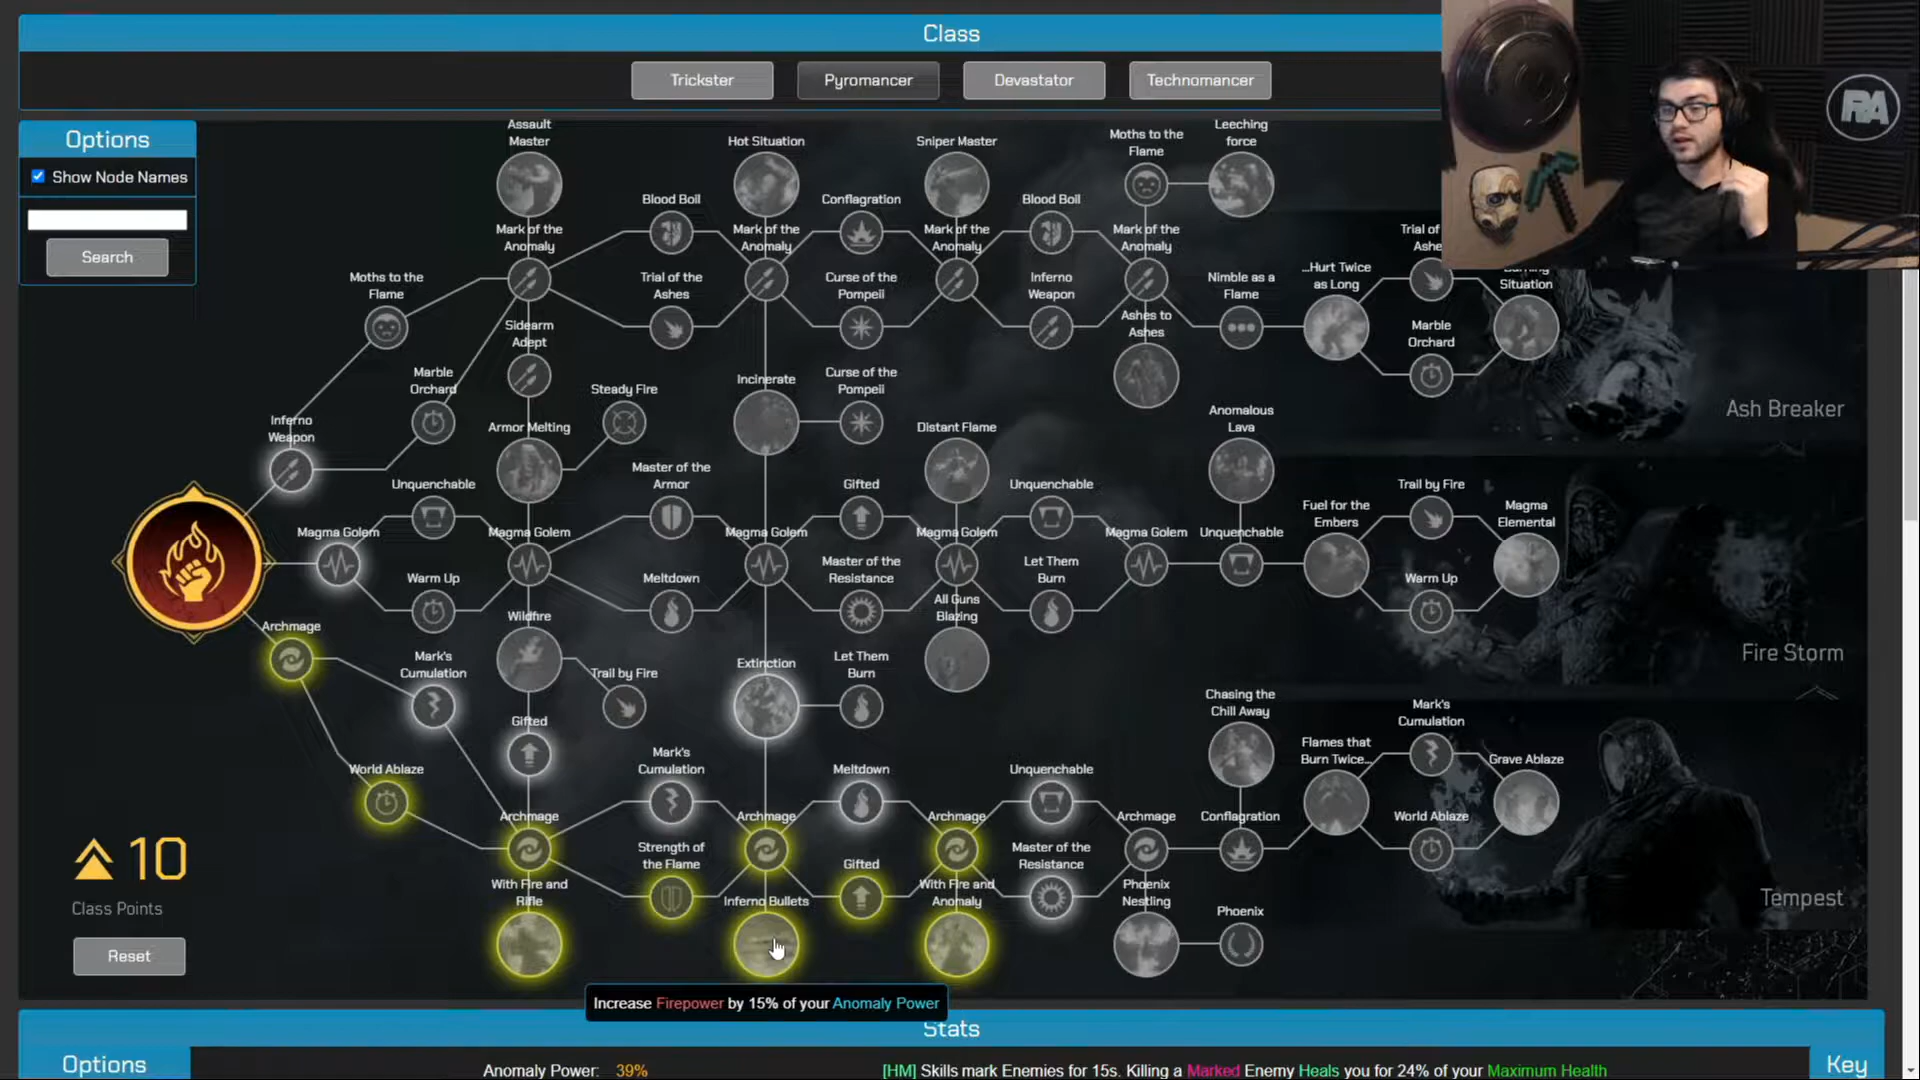 Class
Trickster
Pyromancer
Devastator
Technomancer
RA
Options
Show Node Names
Search
Assault
Master
Hot Situation
Sniper Master
Moths to the
Flame
Leeching
force
Blood Boil
Conflagration
Blood Boil
Mark of the
Anomaly
Mark of the
Anomaly
Mark of the
Anomaly
Mark of the
Anomaly
Trial of
Moths to the
Flame
Trial of the
Ashes
Curse of the
Pompeii
Inferno
Weapon
Nimble as a
Flame
...Hurt Twice
as Long
Situation
Sidearm
Adept
Ashes to
Ashes
Marble
Orchard
Marble
Orchard
Steady Fire
Incinerate
Curse of the
Pompeii
Ash Breaker
Inferno
Weapon
Armor Melting
Distant Flame
Anomalous
Lava
Unquenchable
Master of the
Armor
Gifted
Unquenchable
Fuel for the
Embers
Trail by Fire
Magma
Elemental
Magma Golem
Magma Golem
Magma Golem
Magma Golem
Magma Golem
Unquenchable
Warm Up
Meltdown
Master of the
Resistance
Let Them
Burn
Warm Up
Wildfire
All Guns
Blazing
Archmage
Mark's
Cumulation
Trail by Fire
Extinction
Let Them
Burn
Fire Storm
Chasing the
Chill Away
Mark's
Cumulation
Gifted
World Ablaze
Mark's
Cumulation
Meltdown
Unquenchable
Flames that
Burn Twice...
Grave Ablaze
Archmage
Archmage
Archmage
Archmage
Conflagration
World Ablaze
Strength of
the Flame
Gifted
Master of the
Resistance
With Fire and
Rifle
Inferno Bullets
With Fire and
Anomaly
Phoenix
Nestling
Phoenix
Tempest
10
Class Points
Reset
Increase Firepower by 15% of your Anomaly Power
Stats
Options
Anomaly Power: 39%
[HM] Skills mark Enemies for 15s. Killing a Marked Enemy Heals you for 24% of your Maximum Health
Key